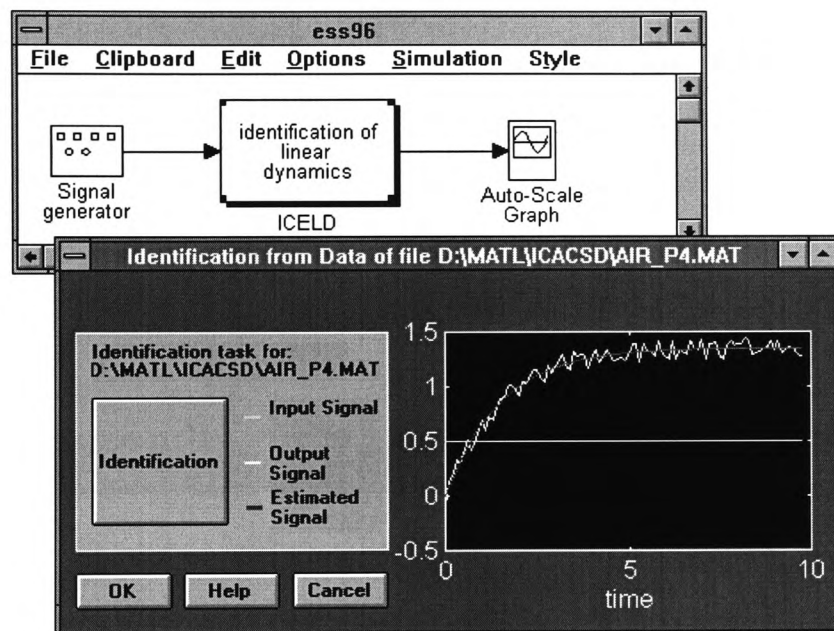 ess96
File Clipboard Edit Options Simulation Style
Signal
generator
identification of
linear
dynamics
ICELD
Auto-Scale
Graph
Identification from Data of file D:\MATL\ICACSD\AIR_P4.MAT
Identification task for:
D:\MATL\ICACSD\AIR_P4.MAT
Identification
Input Signal
Output
Signal
Estimated
Signal
OK Help Cancel
1.5
1
0.5
0
-0.5
0 5 10
time